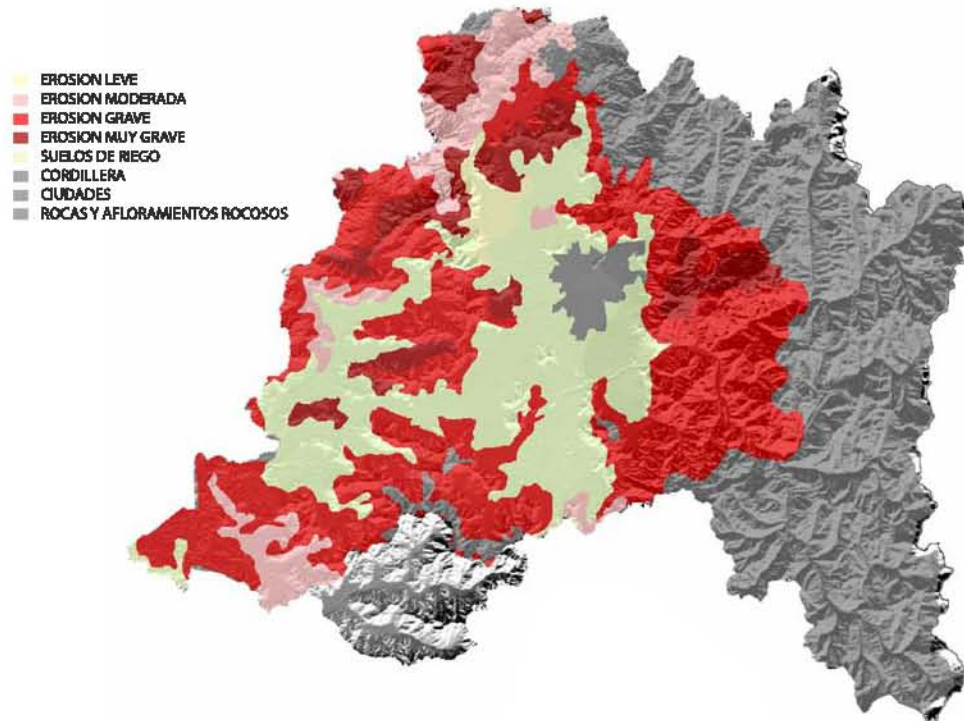 EROSION LEVE
EROSION MODERADA
EROSION GRAVE
EROSION MUY GRAVE
SUELOS DE RIEGO
CORDILLERA
CIUDADES
ROCAS Y AFLORAMIENTOS ROCOSOS